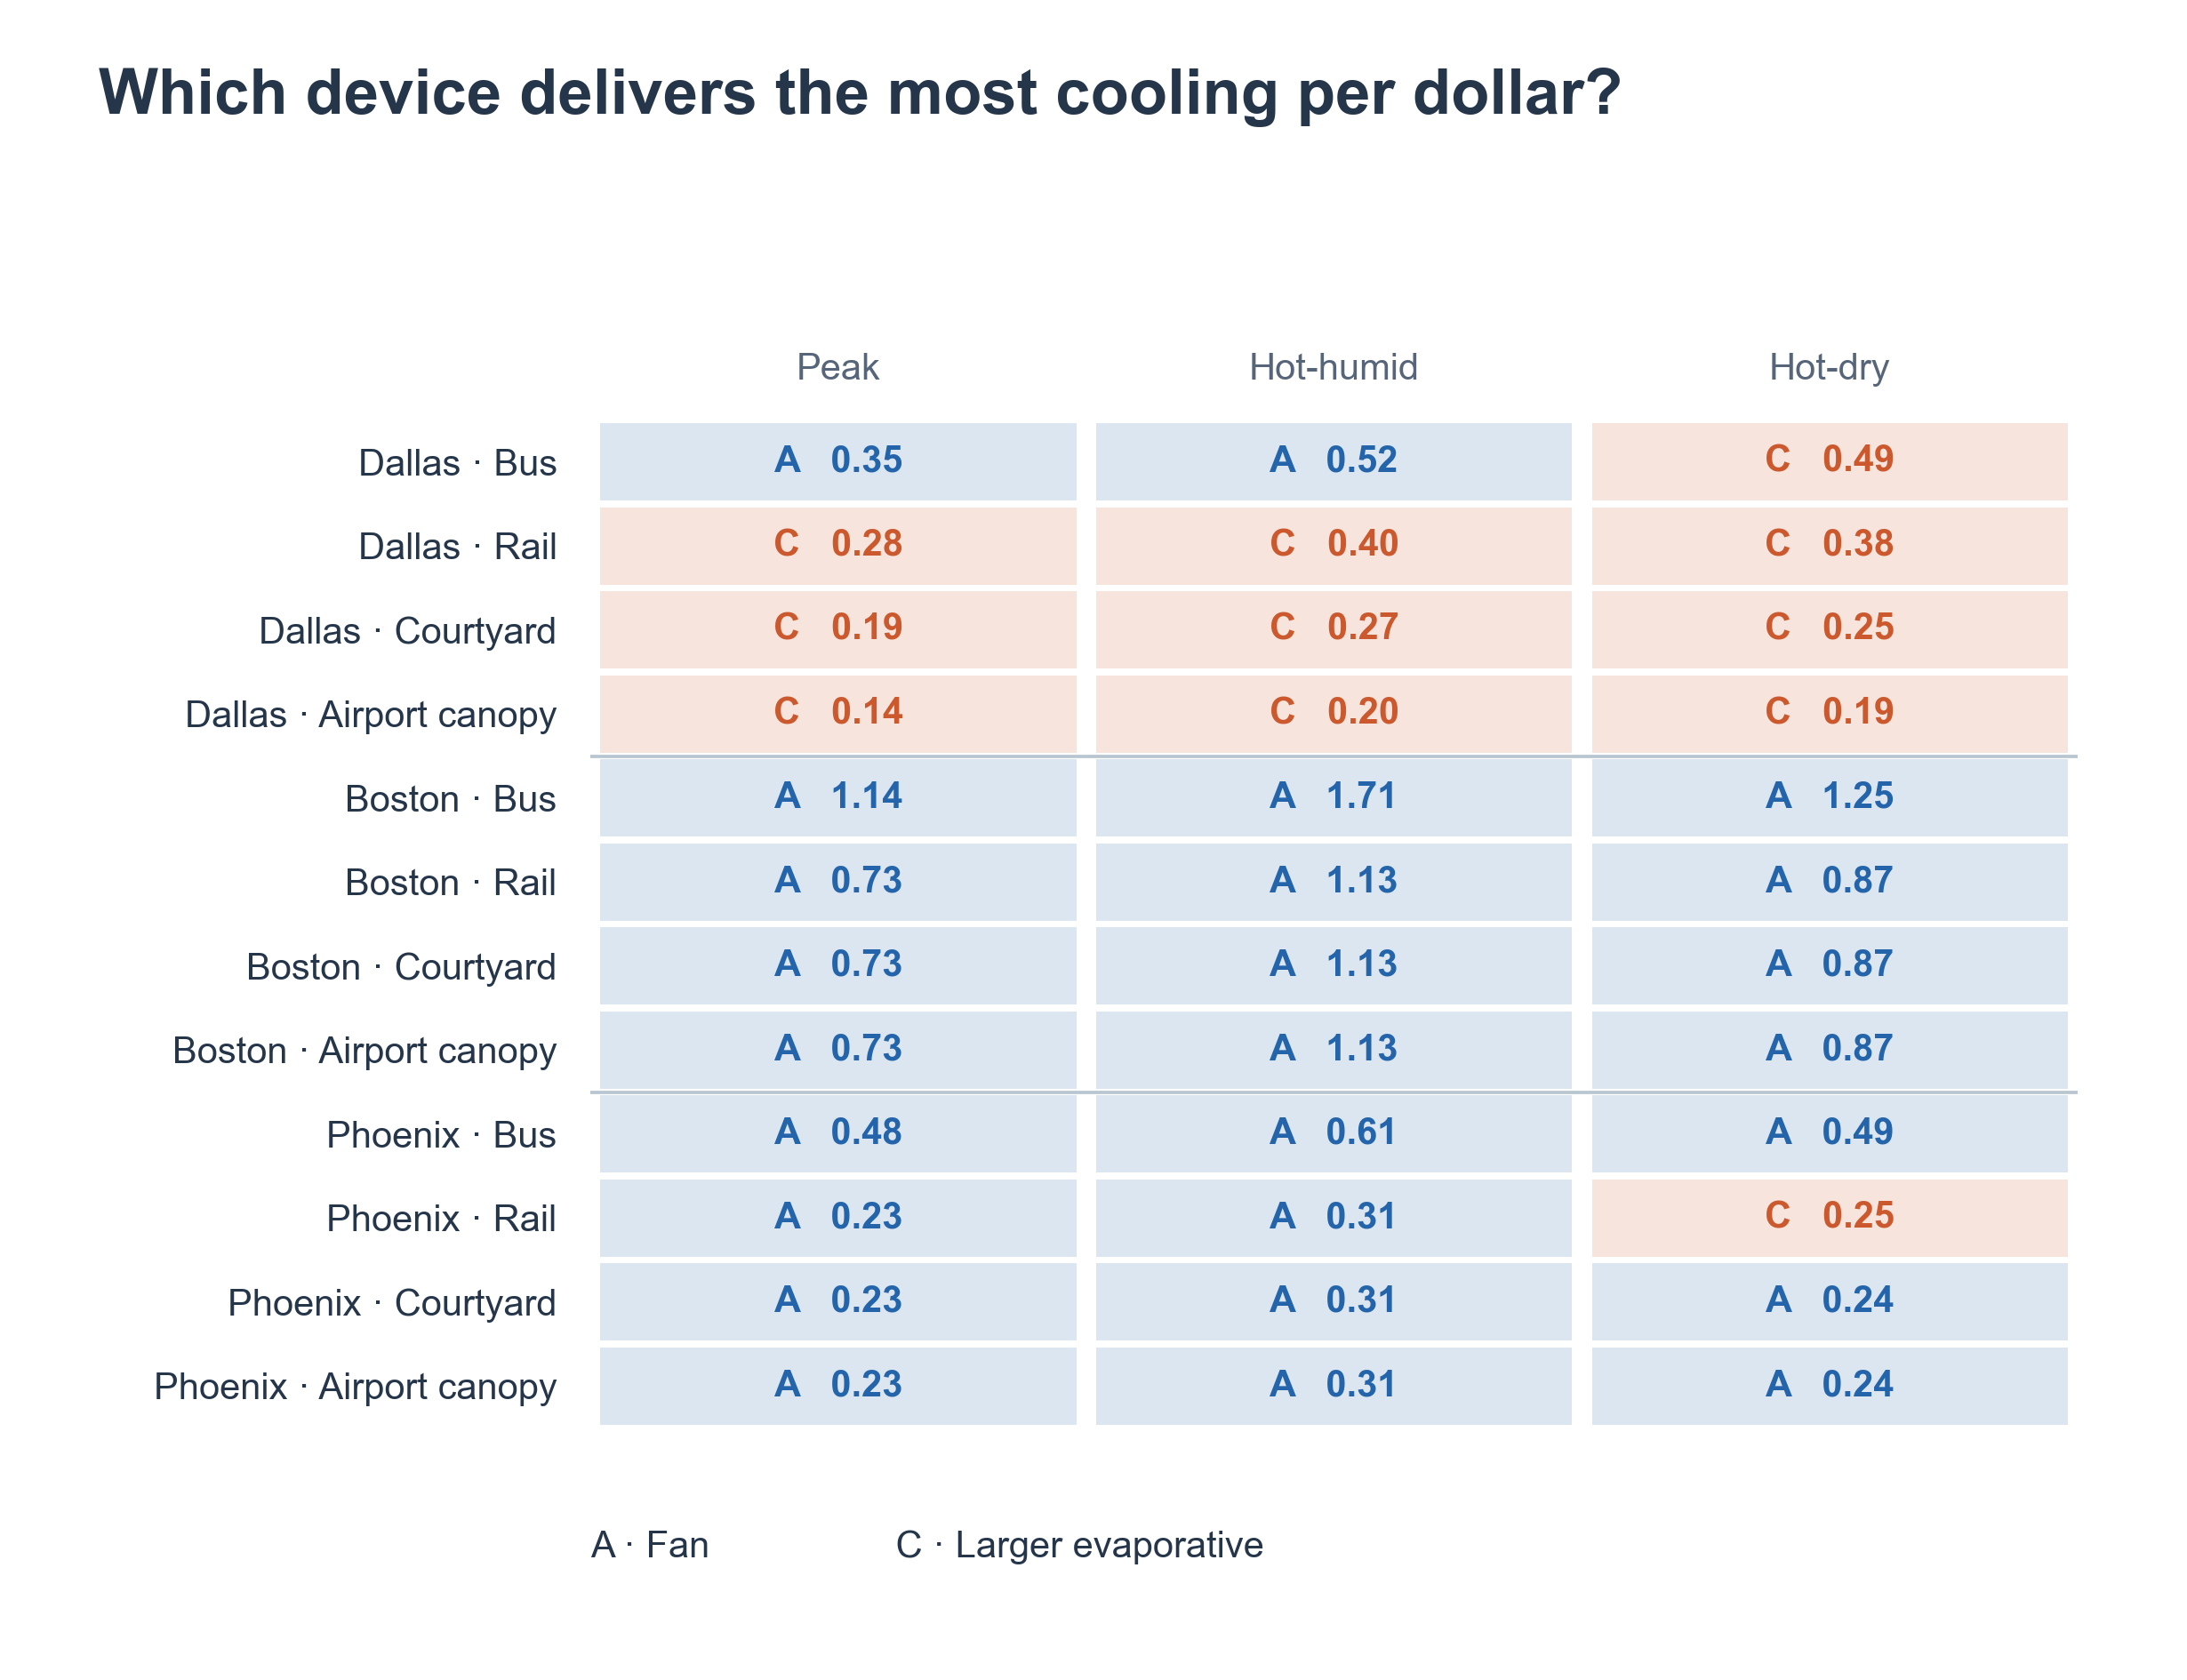 Which device delivers the most cooling per dollar?
Peak Hot-humid Hot-dry
Dallas · Bus A 0.35 A 0.52 C 0.49
Dallas · Rail C 0.28 C 0.40 C 0.38
Dallas · Courtyard C 0.19 C 0.27 C 0.25
Dallas · Airport canopy C 0.14 C 0.20 C 0.19
Boston · Bus A 1.14 A 1.71 A 1.25
Boston · Rail A 0.73 A 1.13 A 0.87
Boston · Courtyard A 0.73 A 1.13 A 0.87
Boston · Airport canopy A 0.73 A 1.13 A 0.87
Phoenix · Bus A 0.48 A 0.61 A 0.49
Phoenix · Rail A 0.23 A 0.31 C 0.25
Phoenix · Courtyard A 0.23 A 0.31 A 0.24
Phoenix · Airport canopy A 0.23 A 0.31 A 0.24
A · Fan C · Larger evaporative